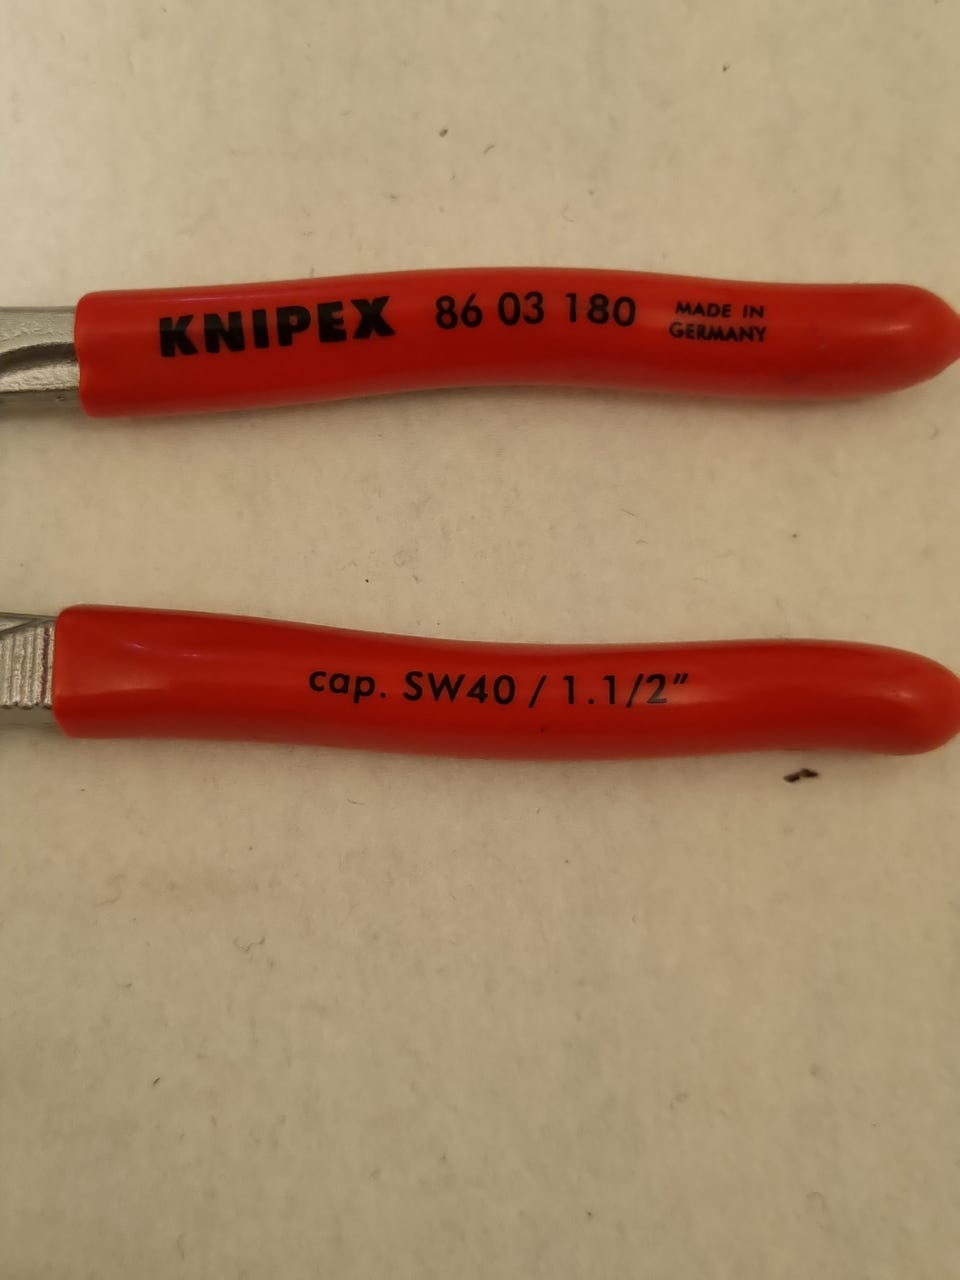 KNIPEX 86 03 180 MADE IN
GERMANY
cap. SW40 / 1.1/2"